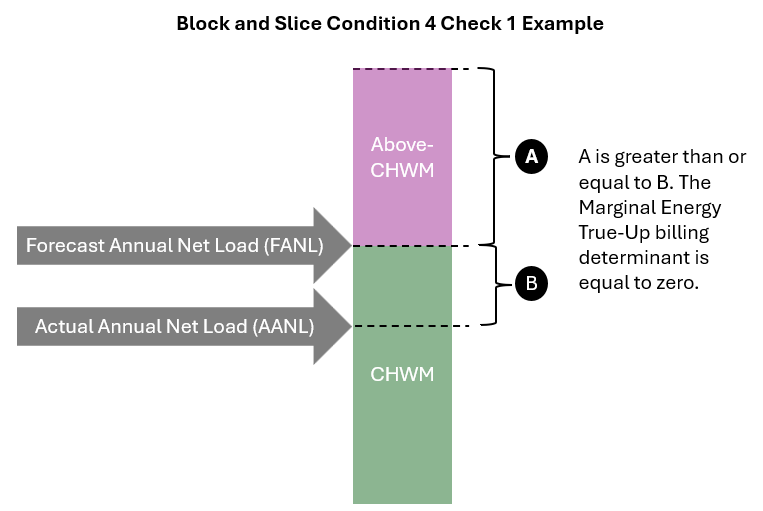 Block and Slice Condition 4 Check 1 Example
Above-
CHWM
A
A is greater than or
equal to B. The
Marginal Energy
True-Up billing
determinant is
equal to zero.
Forecast Annual Net Load (FANL)
B
Actual Annual Net Load (AANL)
CHWM